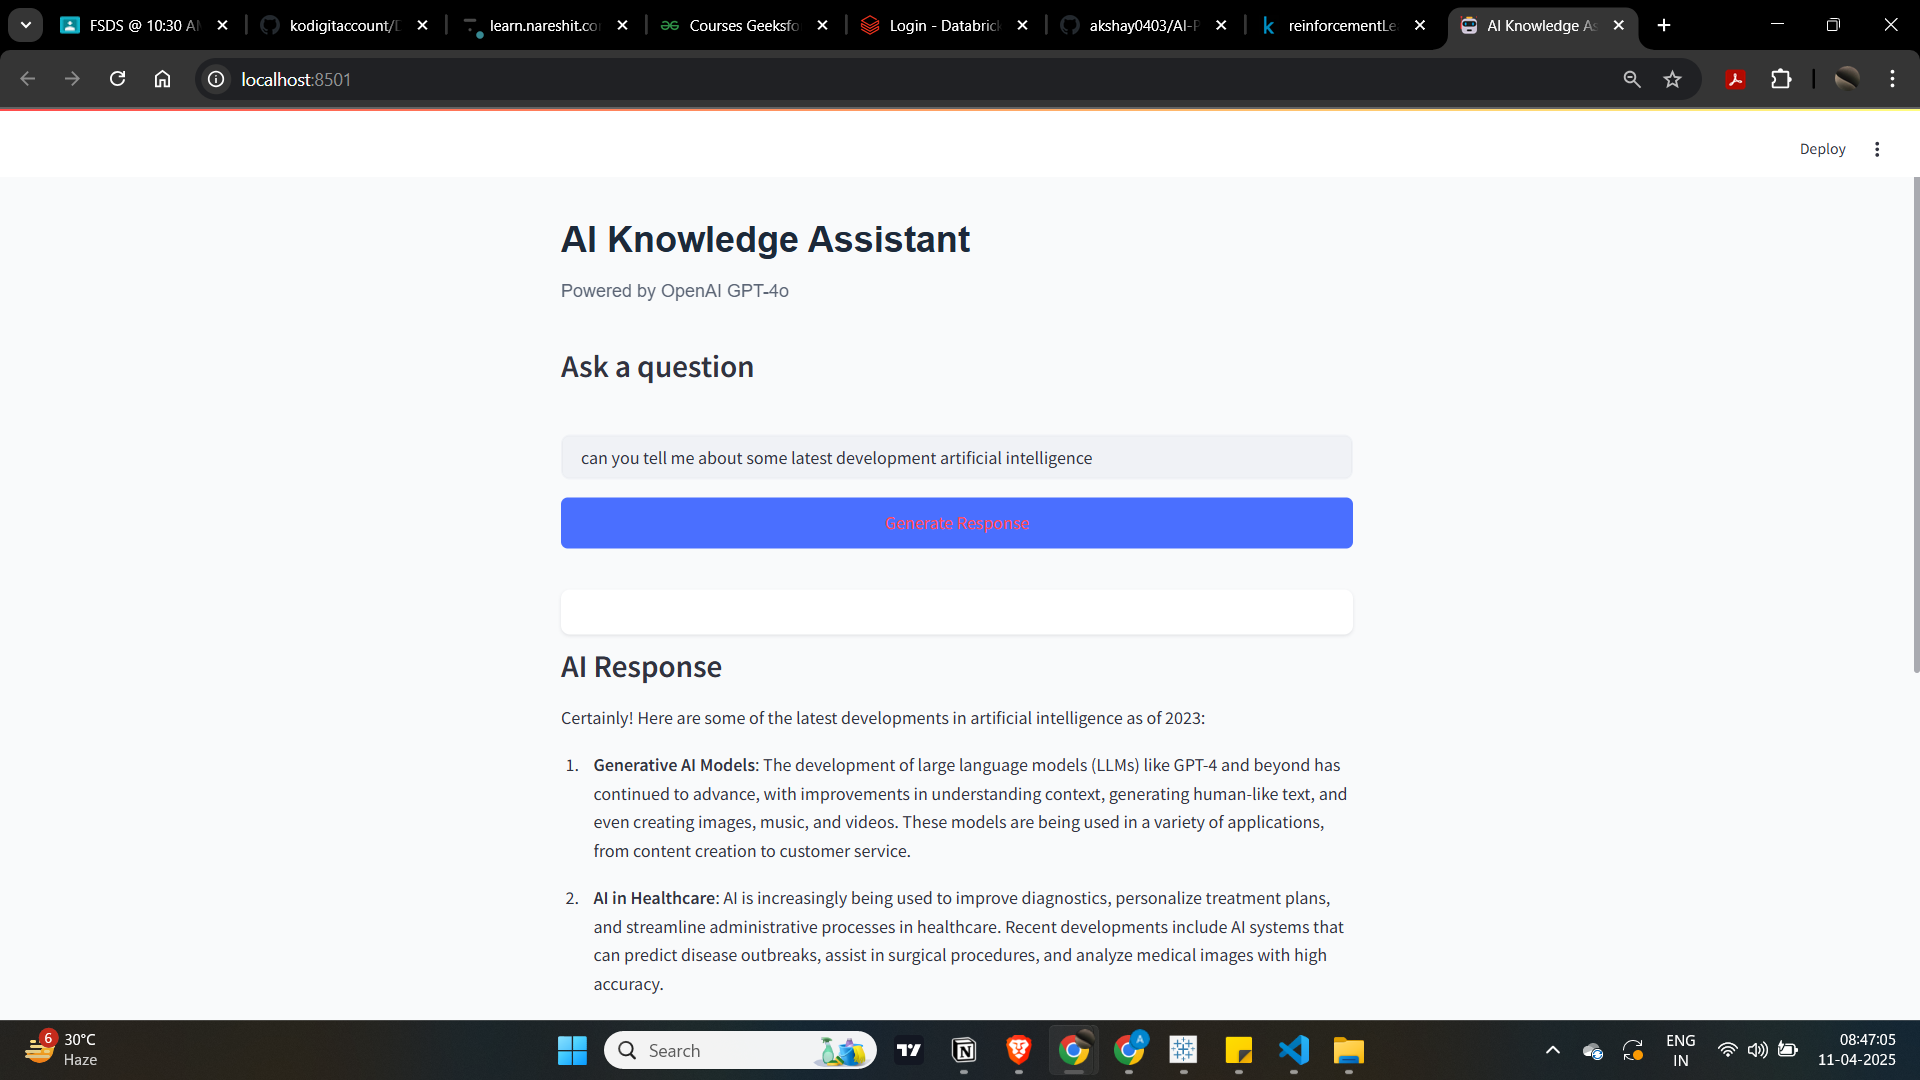 FSDS @ 10:30 AM
kodigitaccount/D
learn.nareshit.co
Courses Geeksfo
Login - Databrick
akshay0403/AI-P
reinforcementLe
AI Knowledge As
localhost:8501
Deploy
AI Knowledge Assistant
Powered by OpenAI GPT-4o
Ask a question
can you tell me about some latest development artificial intelligence
Generate Response
AI Response
Certainly! Here are some of the latest developments in artificial intelligence as of 2023:
1. Generative AI Models: The development of large language models (LLMs) like GPT-4 and beyond has
continued to advance, with improvements in understanding context, generating human-like text, and
even creating images, music, and videos. These models are being used in a variety of applications,
from content creation to customer service.
2. AI in Healthcare: AI is increasingly being used to improve diagnostics, personalize treatment plans,
and streamline administrative processes in healthcare. Recent developments include AI systems that
can predict disease outbreaks, assist in surgical procedures, and analyze medical images with high
accuracy.
6
30°C
Haze
Search
A
ENG
IN
08:47:05
11-04-2025